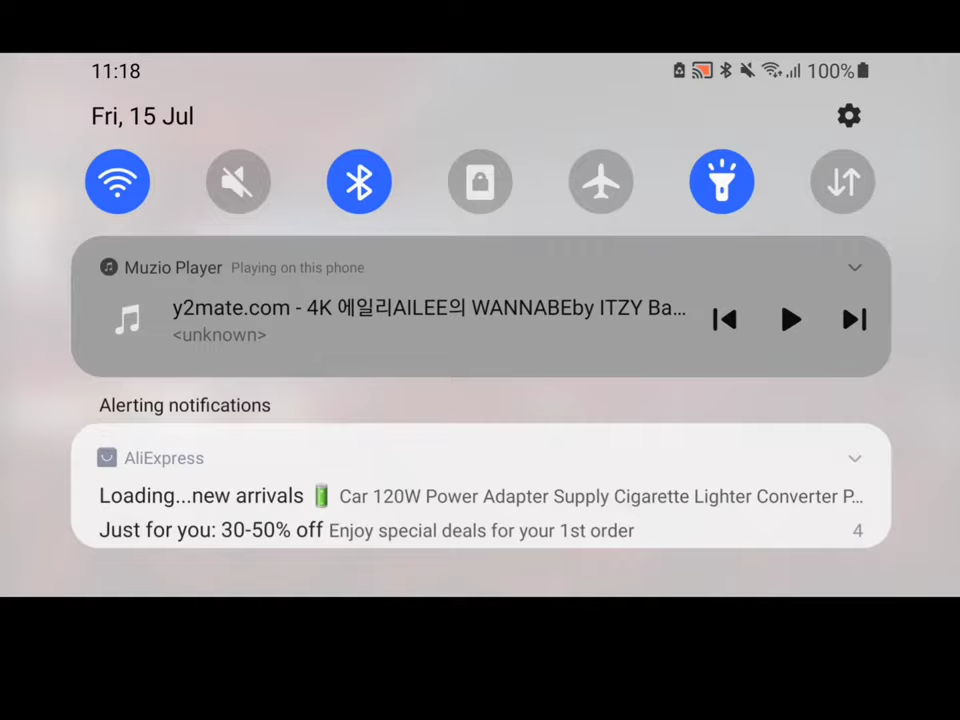 11:18
100%
Fri, 15 Jul
Muzio Player Playing on this phone
y2mate.com - 4K 에일리AILEE의 WANNABEby ITZY Ba...
<unknown>
Alerting notifications
AliExpress
Loading...new arrivals Car 120W Power Adapter Supply Cigarette Lighter Converter P...
Just for you: 30-50% off Enjoy special deals for your 1st order
4